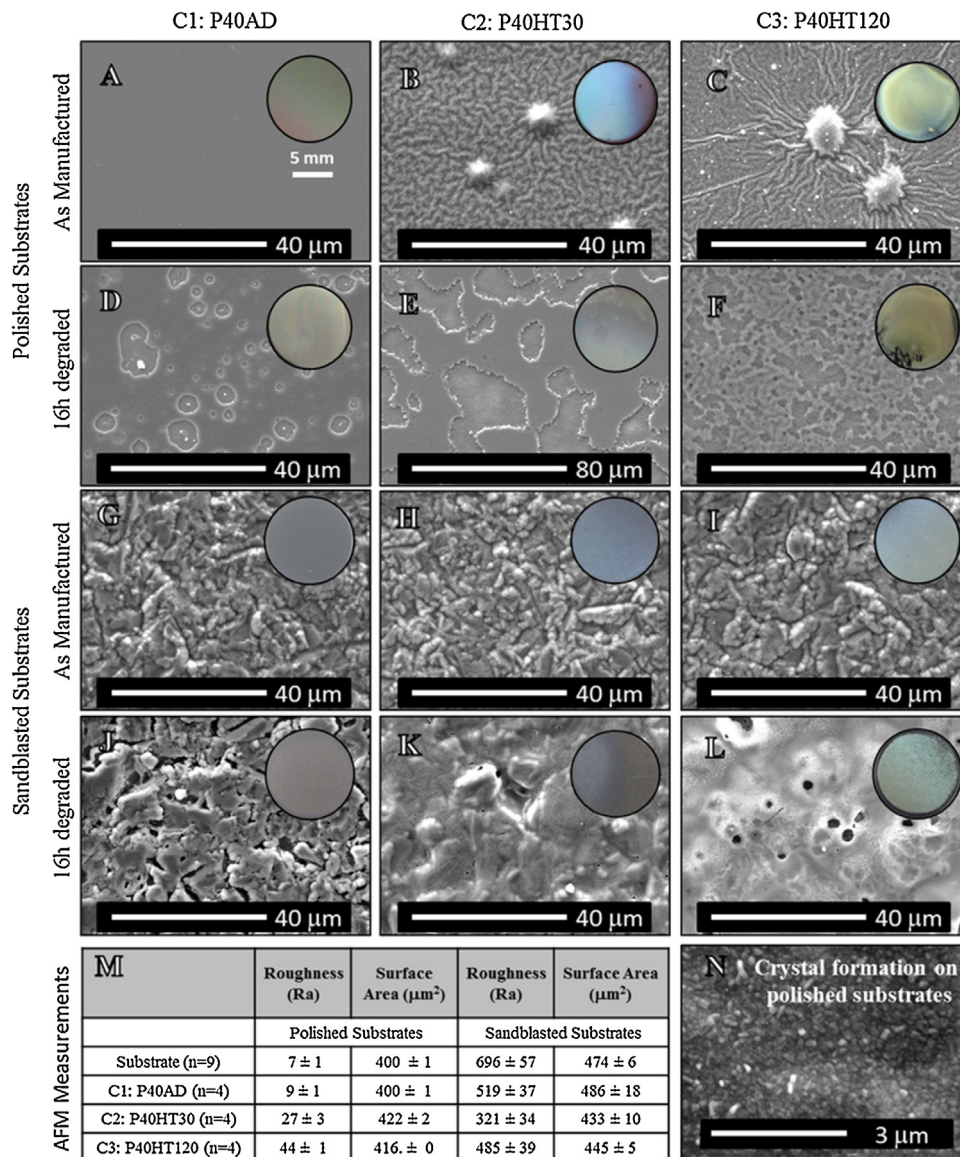 C1: P40AD C2: P40HT30 C3: P40HT120
Polished Substrates
As Manufactured
A
5 mm
40 μm
B
40 μm
C
40 μm
16h degraded
D
40 μm
E
80 μm
F
40 μm
Sandblasted Substrates
As Manufactured
G
40 μm
H
40 μm
I
40 μm
16h degraded
J
40 μm
K
40 μm
L
40 μm
AFM Measurements
M
Roughness (Ra) Surface Area (μm²) Roughness (Ra) Surface Area (μm²)
Polished Substrates Sandblasted Substrates
Substrate (n=9) 7 ± 1 400 ± 1 696 ± 57 474 ± 6
C1: P40AD (n=4) 9 ± 1 400 ± 1 519 ± 37 486 ± 18
C2: P40HT30 (n=4) 27 ± 3 422 ± 2 321 ± 34 433 ± 10
C3: P40HT120 (n=4) 44 ± 1 416. ± 0 485 ± 39 445 ± 5
N Crystal formation on
polished substrates
3 μm